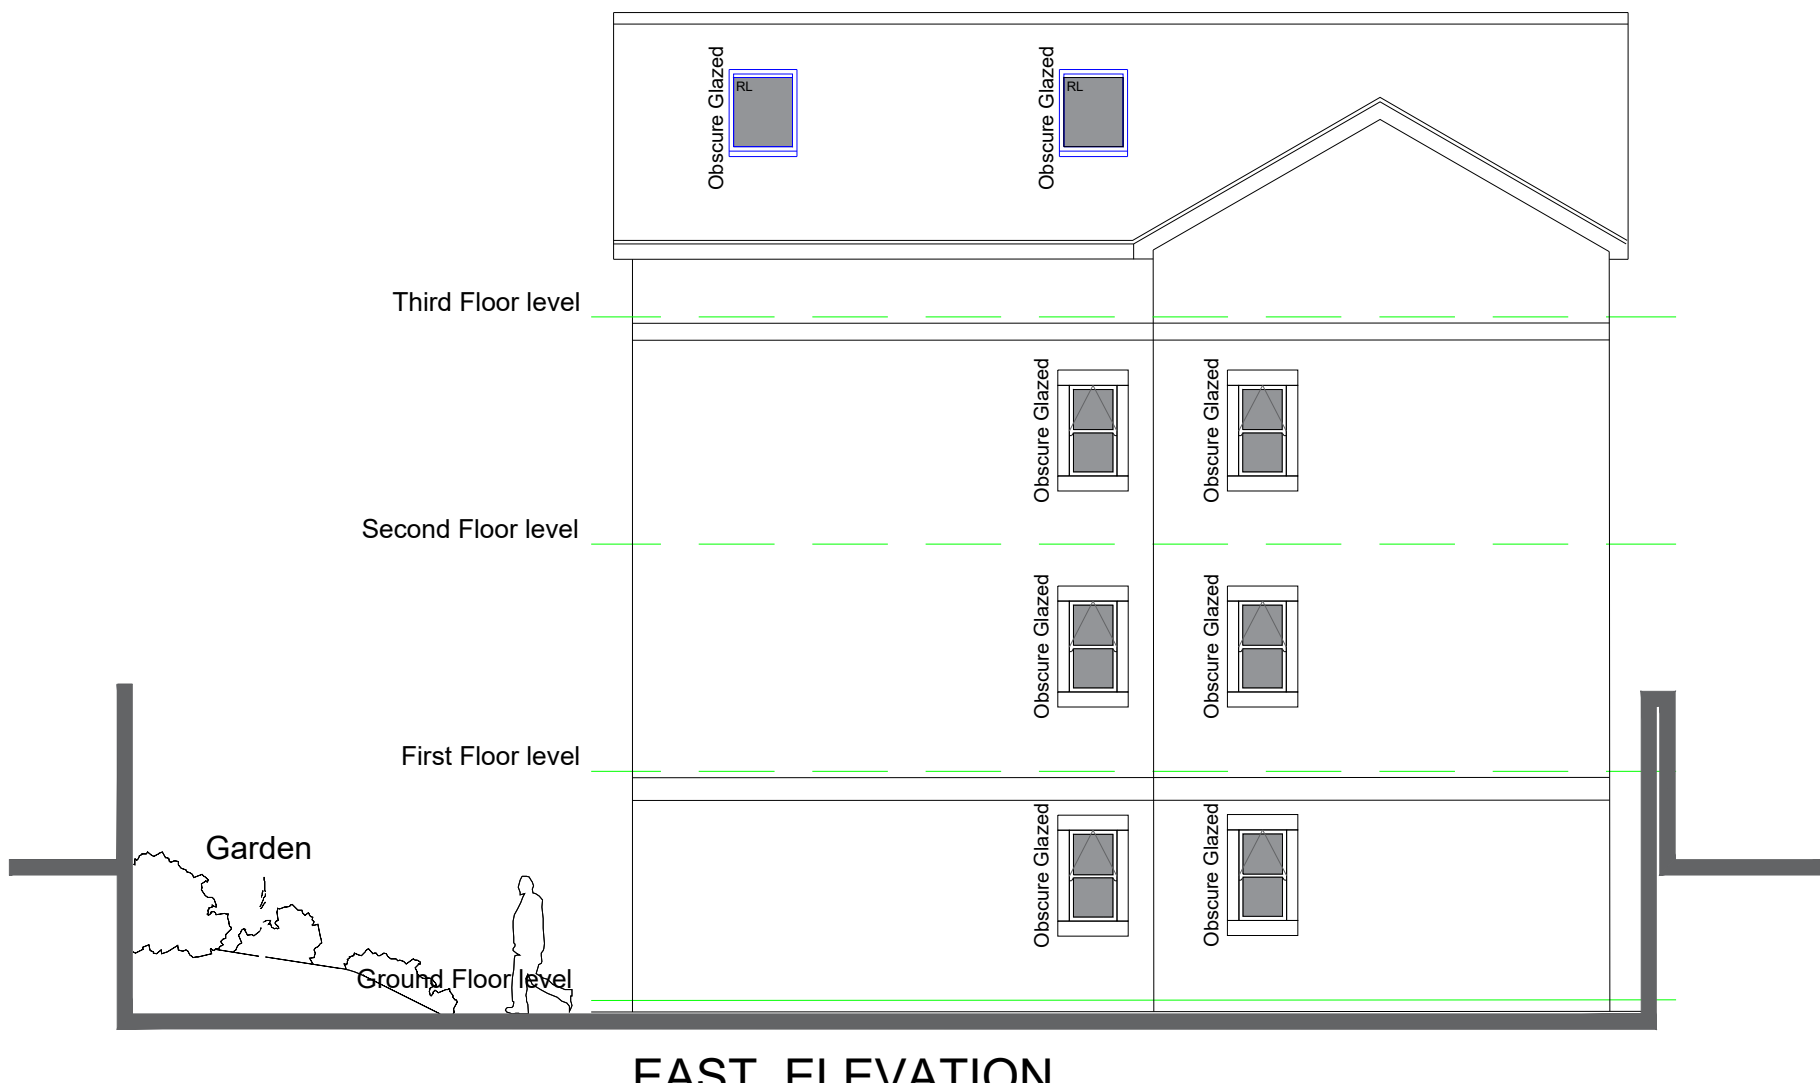 Obscure Glazed
RL
Obscure Glazed
RL
Third Floor level
Obscure Glazed
Obscure Glazed
Second Floor level
Obscure Glazed
Obscure Glazed
First Floor level
Obscure Glazed
Obscure Glazed
Garden
Ground Floor level
EAST ELEVATION